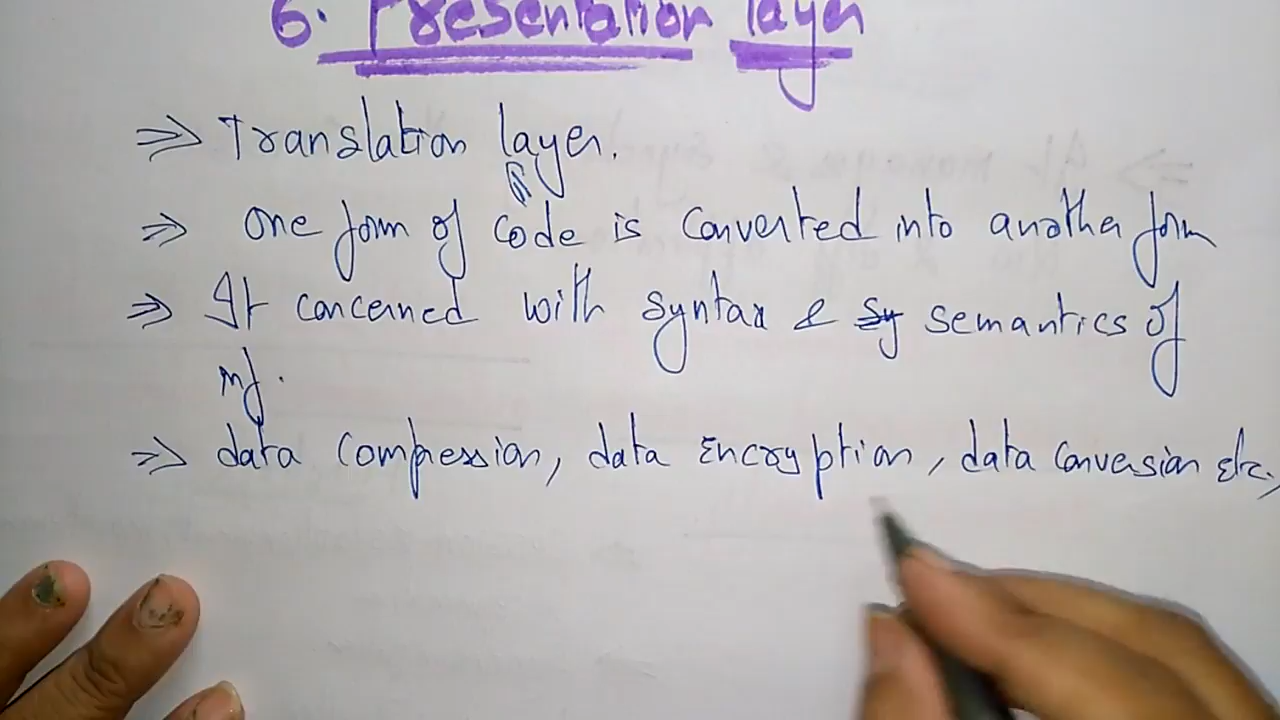 6. Presentation layer
⇒ Translation layer.
⇒ one form of code is converted into another form
⇒ It concerned with syntax & sy semantics of
inf.
⇒ data compression, data Encryption, data conversion etc.,